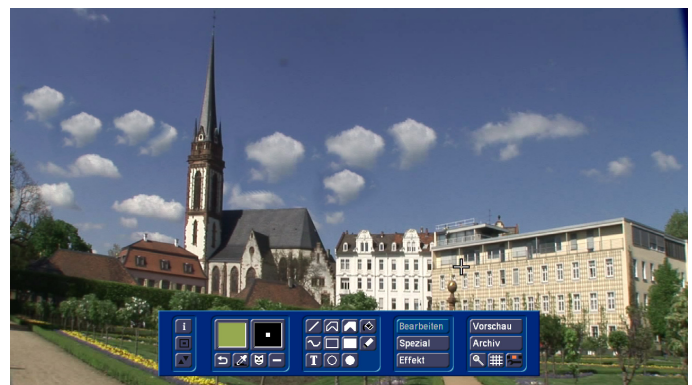 i
Bearbeiten
Vorschau
Spezial
Archiv
T
Effekt